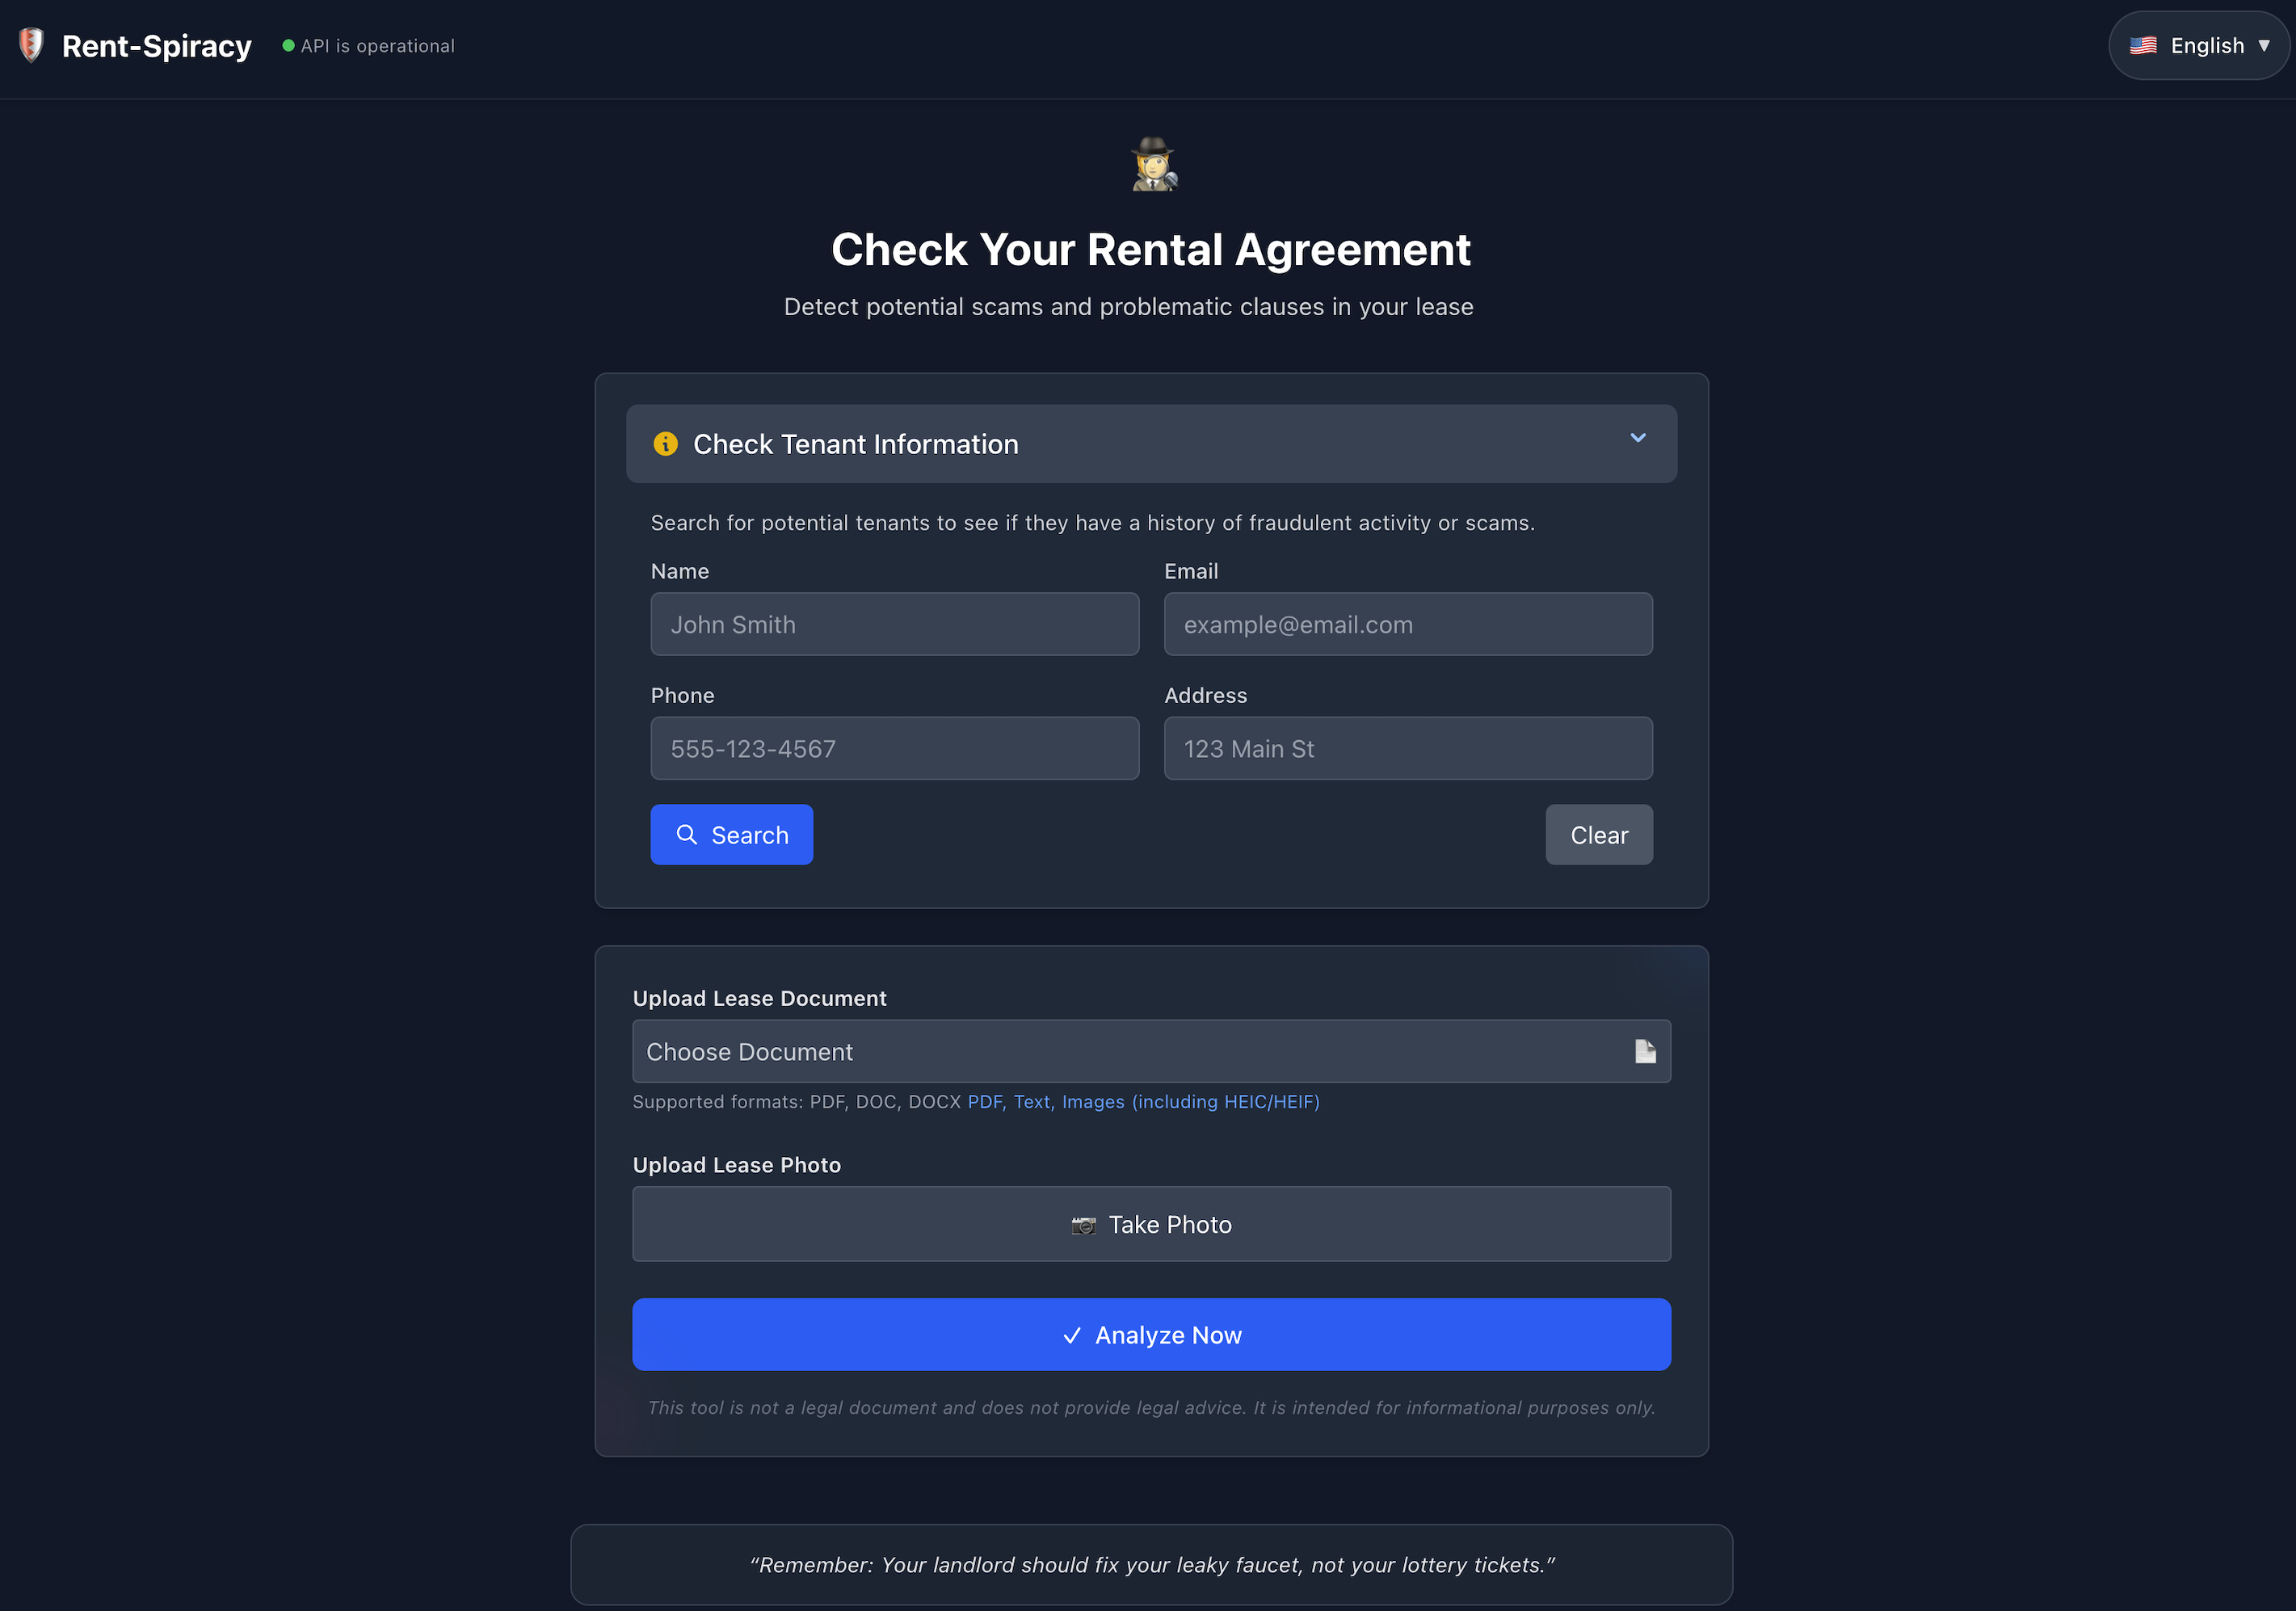 Rent-Spiracy
API is operational
English ▼
Check Your Rental Agreement
Detect potential scams and problematic clauses in your lease
Check Tenant Information
Search for potential tenants to see if they have a history of fraudulent activity or scams.
Name
Email
John Smith
example@email.com
Phone
Address
555-123-4567
123 Main St
Search
Clear
Upload Lease Document
Choose Document
Supported formats: PDF, DOC, DOCX PDF, Text, Images (including HEIC/HEIF)
Upload Lease Photo
Take Photo
✓ Analyze Now
This tool is not a legal document and does not provide legal advice. It is intended for informational purposes only.
“Remember: Your landlord should fix your leaky faucet, not your lottery tickets.”